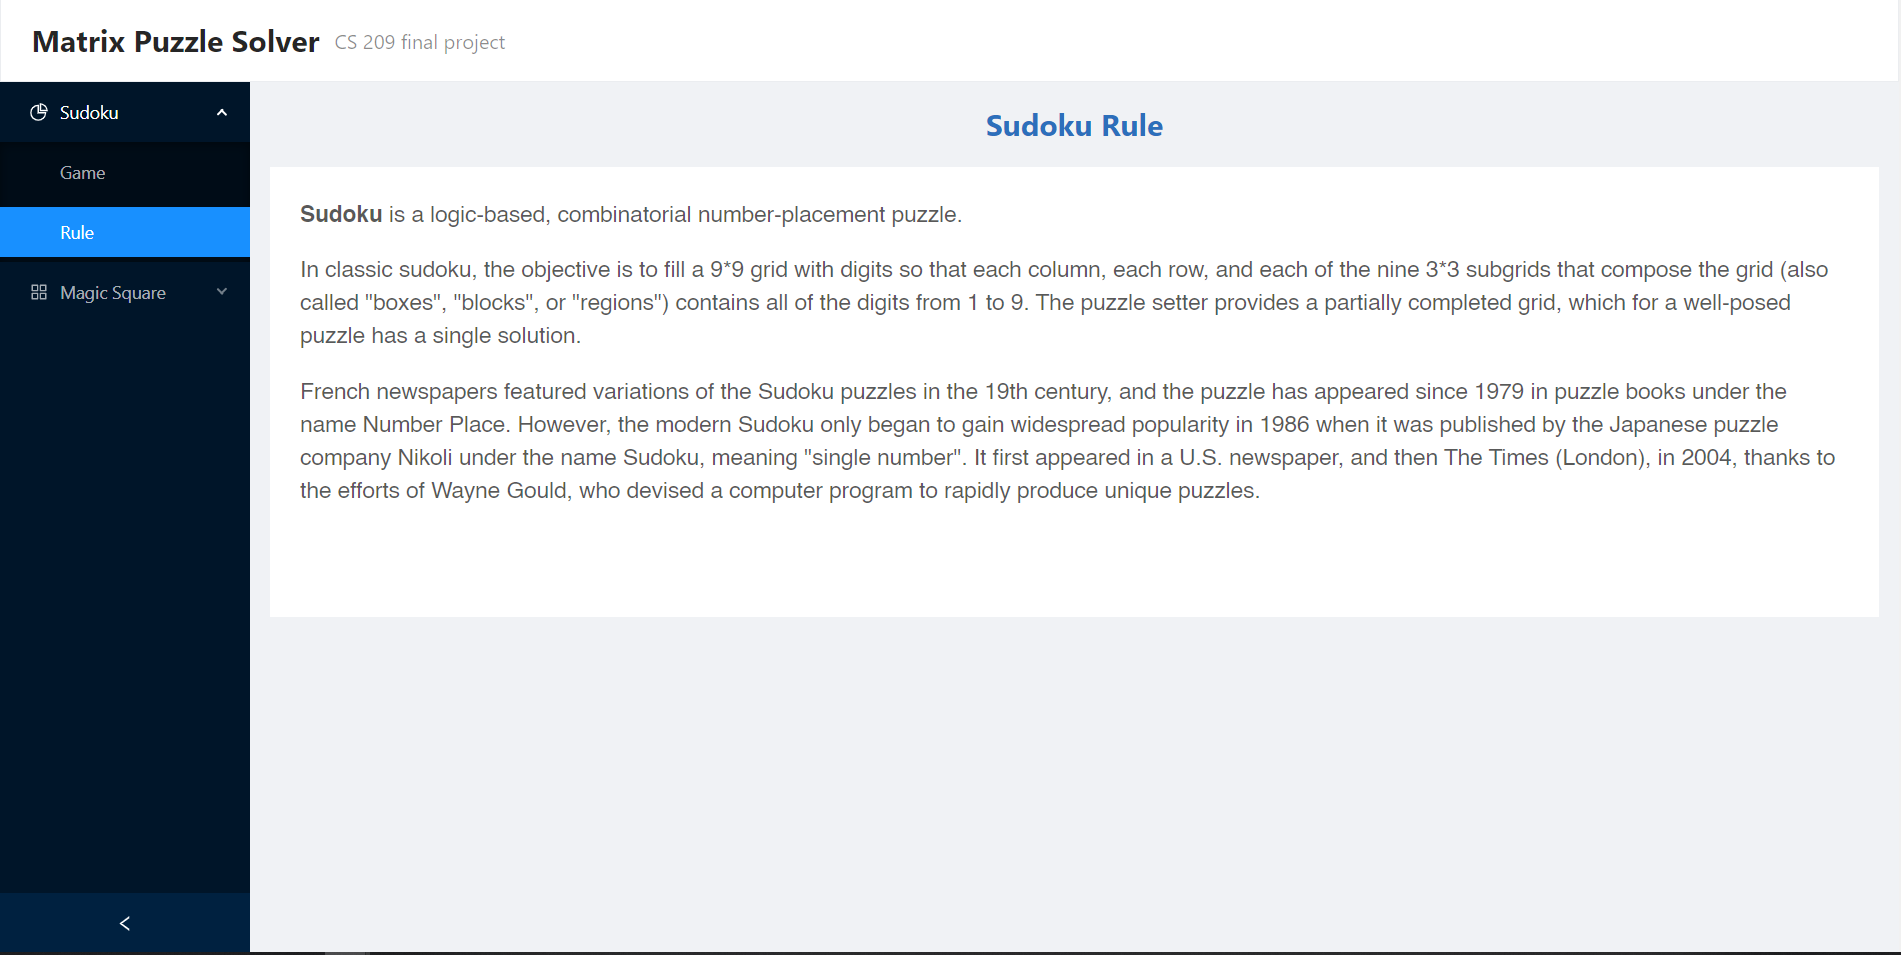 Matrix Puzzle Solver CS 209 final project
Sudoku
Game
Rule
Magic Square
Sudoku Rule
Sudoku is a logic-based, combinatorial number-placement puzzle.
In classic sudoku, the objective is to fill a 9*9 grid with digits so that each column, each row, and each of the nine 3*3 subgrids that compose the grid (also
called "boxes", "blocks", or "regions") contains all of the digits from 1 to 9. The puzzle setter provides a partially completed grid, which for a well-posed
puzzle has a single solution.
French newspapers featured variations of the Sudoku puzzles in the 19th century, and the puzzle has appeared since 1979 in puzzle books under the
name Number Place. However, the modern Sudoku only began to gain widespread popularity in 1986 when it was published by the Japanese puzzle
company Nikoli under the name Sudoku, meaning "single number". It first appeared in a U.S. newspaper, and then The Times (London), in 2004, thanks to
the efforts of Wayne Gould, who devised a computer program to rapidly produce unique puzzles.